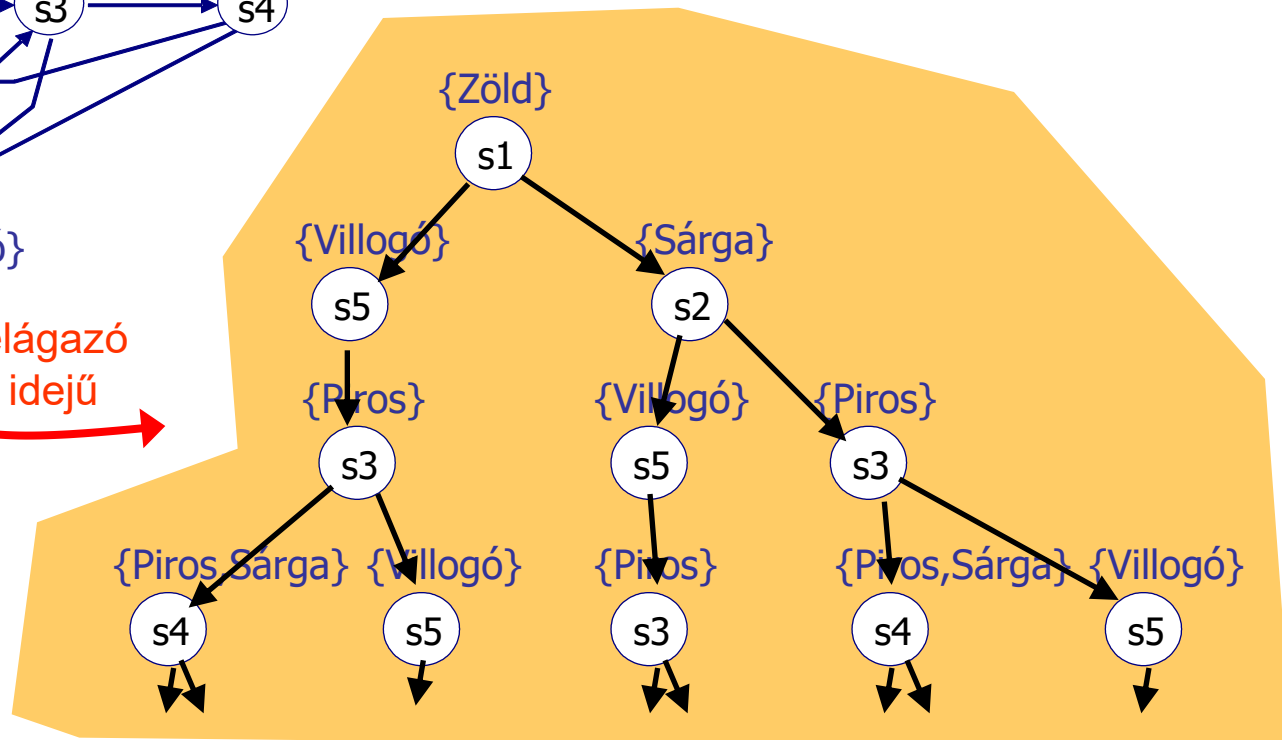 s3 s4
{Zöld}
s1
{Villogó} {Sárga}
s5 s2
{Piros} {Villogó} {Piros}
s3 s5 s3
{Piros,Sárga} {Villogó} {Piros} {Piros,Sárga} {Villogó}
s4 s5 s3 s4 s5
idejű